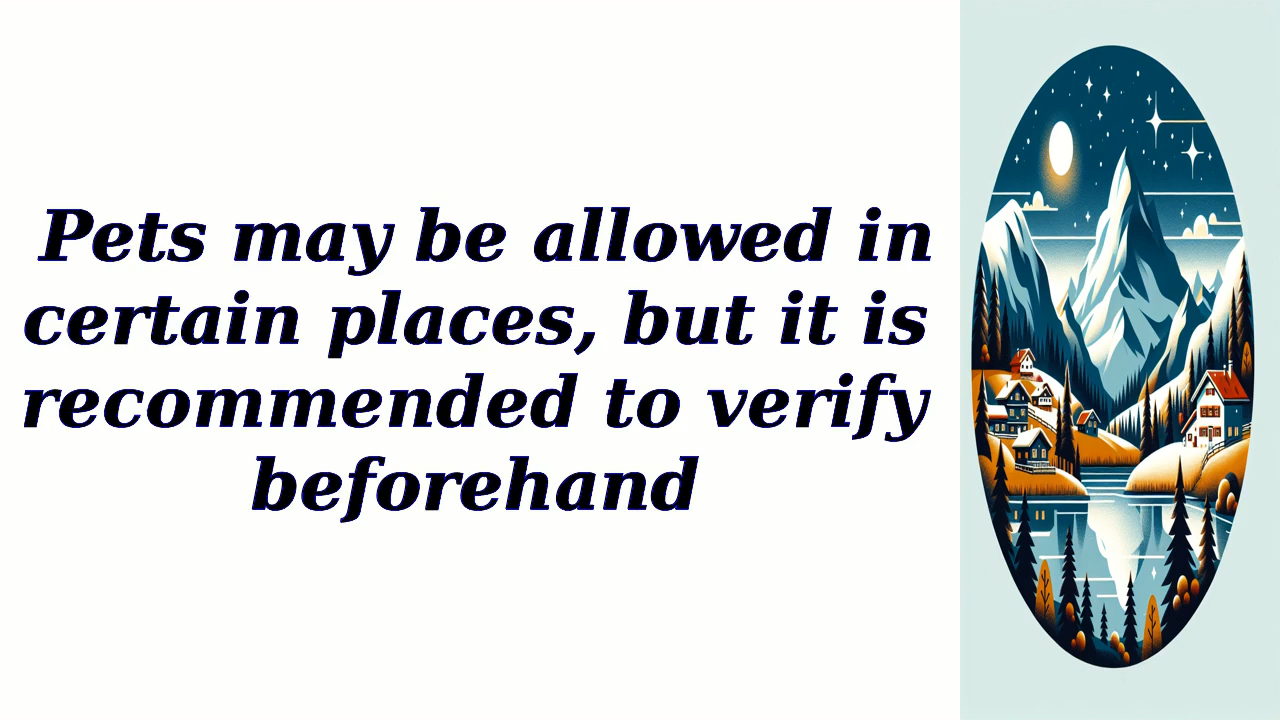 Pets may be allowed in
certain places, but it is
recommended to verify
beforehand